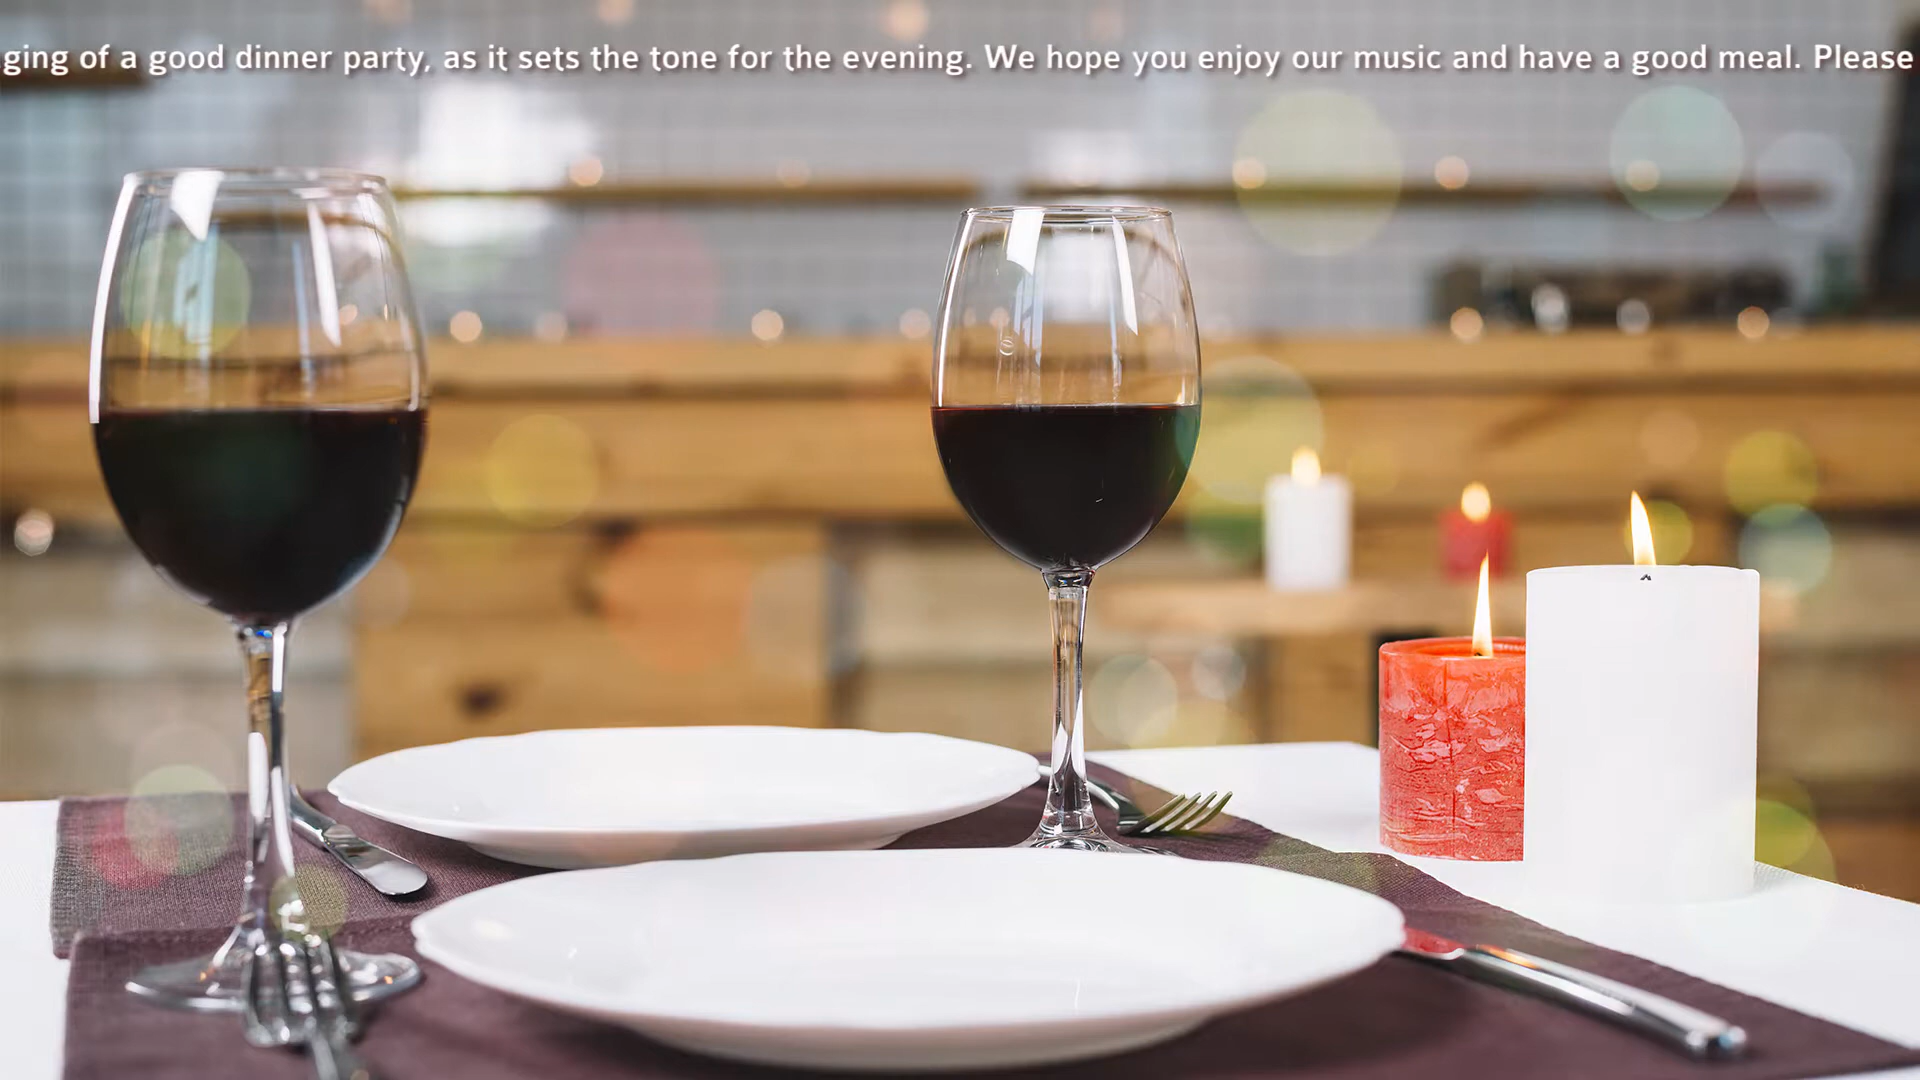 ging of a good dinner party, as it sets the tone for the evening. We hope you enjoy our music and have a good meal. Please